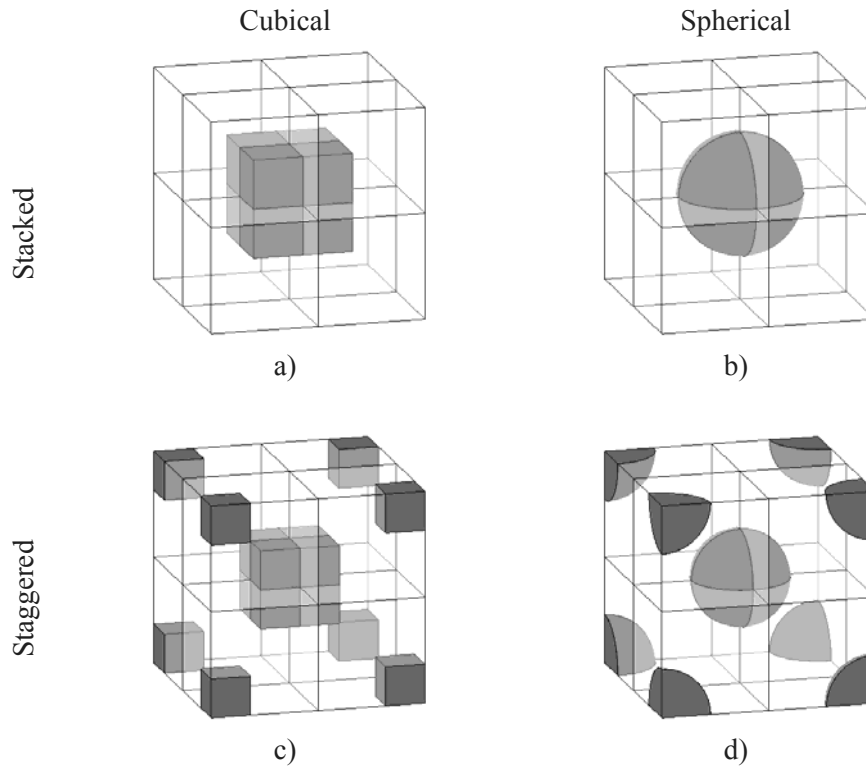 Cubical
Spherical
Stacked
a)
b)
Staggered
c)
d)